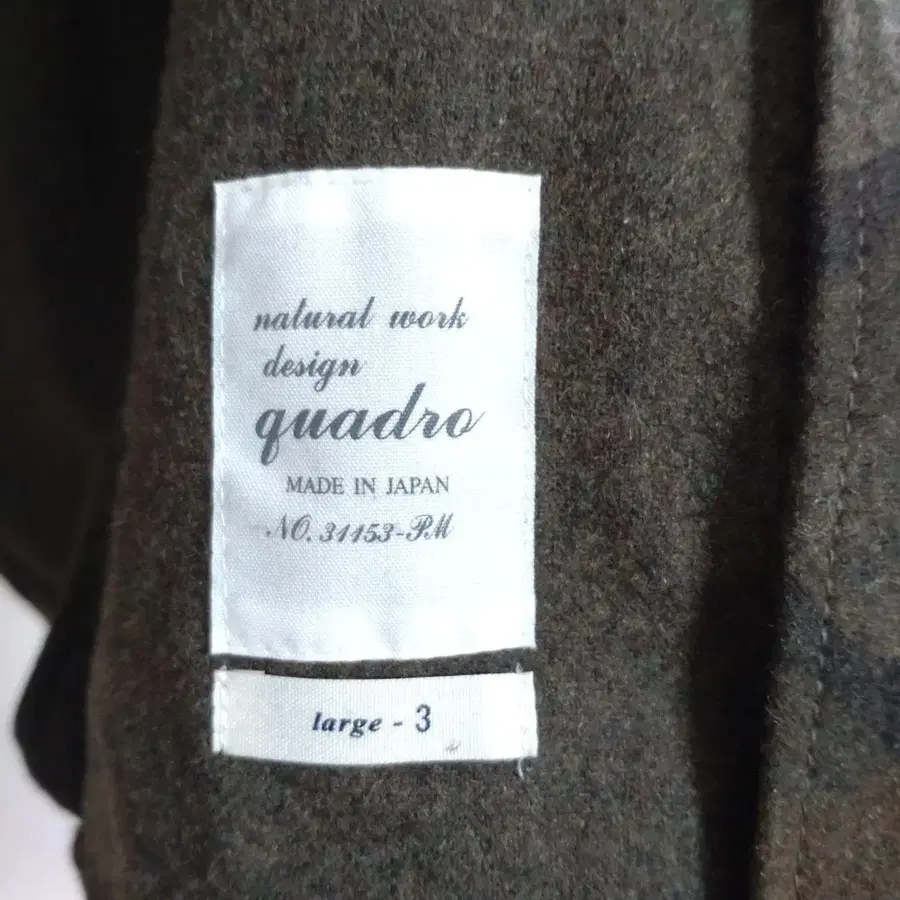 natural work
design
quadro
MADE IN JAPAN
NO. 31153-PM
large - 3